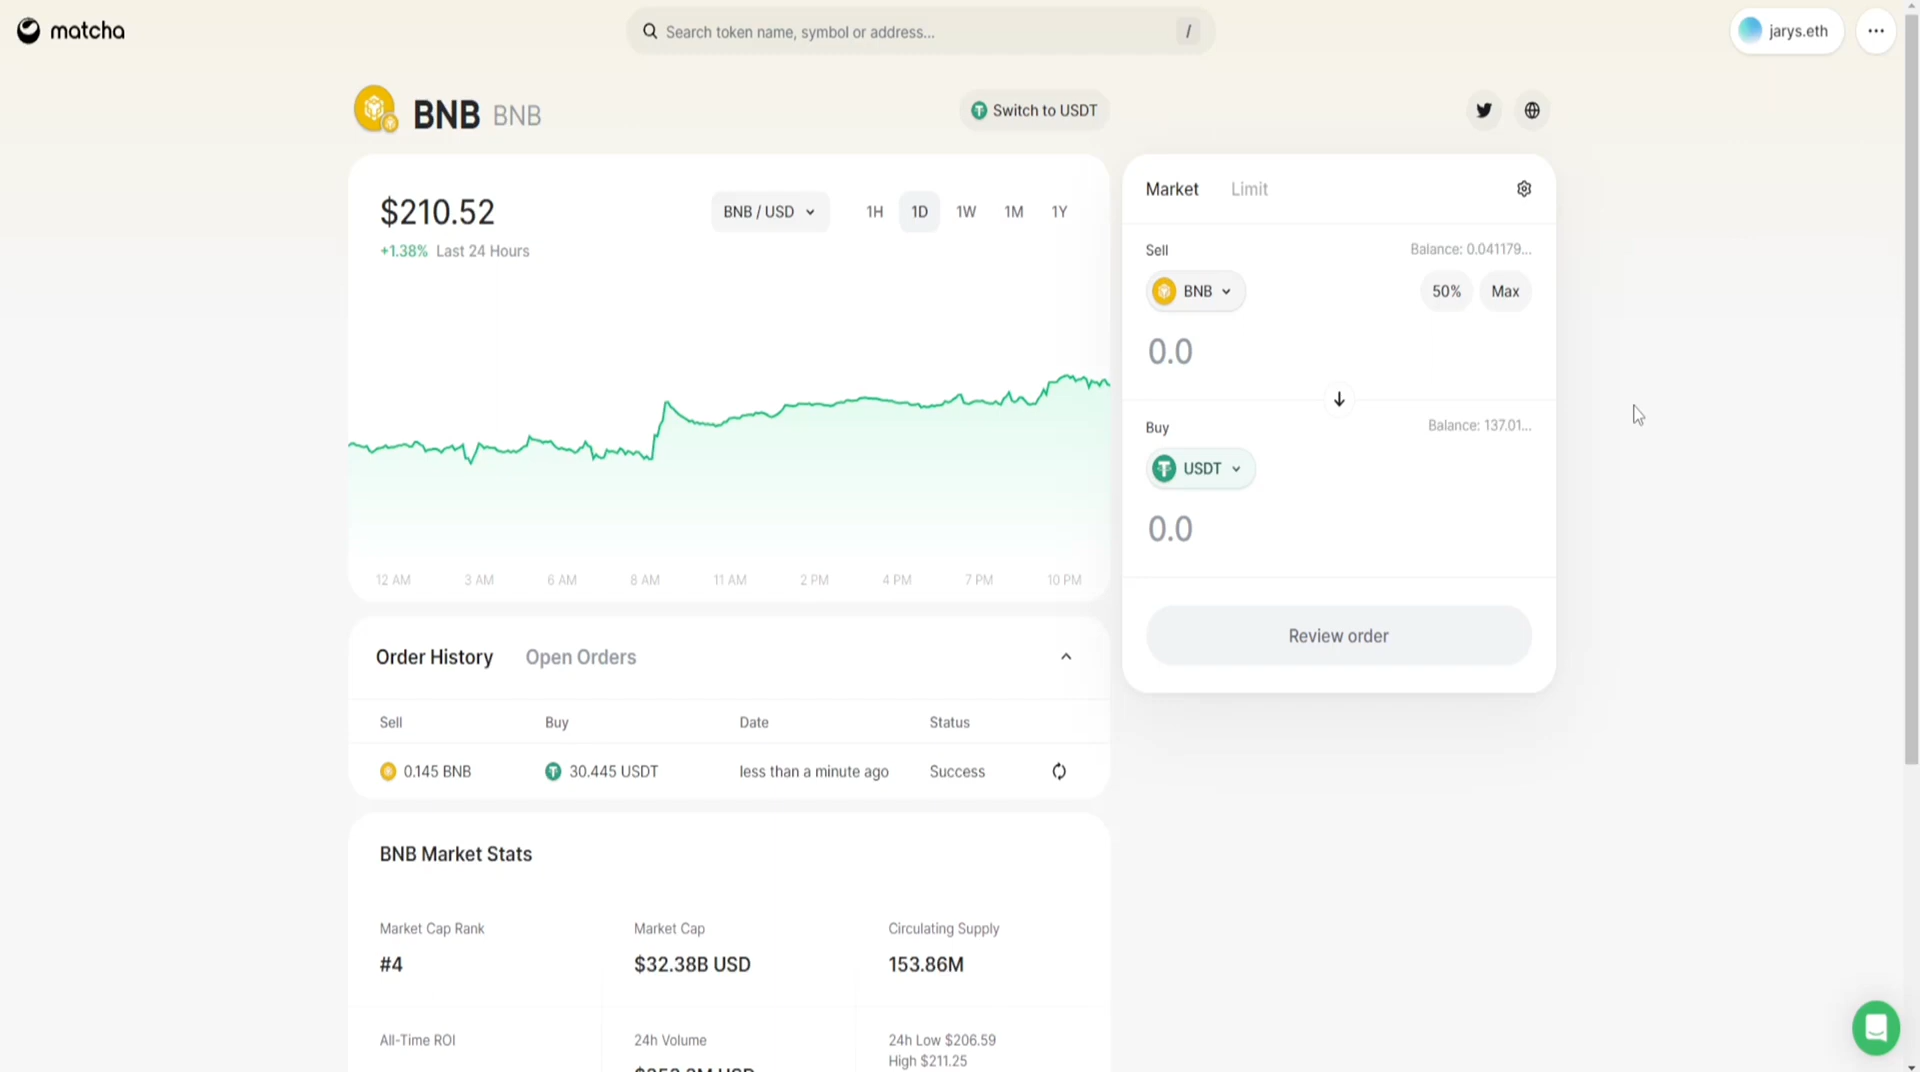 matcha
Search token name, symbol or address...
/
jarys.eth
BNB BNB
Switch to USDT
$210.52
+1.38% Last 24 Hours
BNB / USD
1H 1D 1W 1M 1Y
12 AM 3 AM 6 AM 8 AM 11 AM 2 PM 4 PM 7 PM 10 PM
Market Limit
Sell Balance: 0.041179...
BNB 50% Max
0.0
Buy Balance: 137.01...
USDT
0.0
Review order
Order History Open Orders
Sell Buy Date Status
0.145 BNB 30.445 USDT less than a minute ago Success
BNB Market Stats
Market Cap Rank Market Cap Circulating Supply
#4 $32.38B USD 153.86M
All-Time ROI 24h Volume 24h Low $206.59
High $211.25